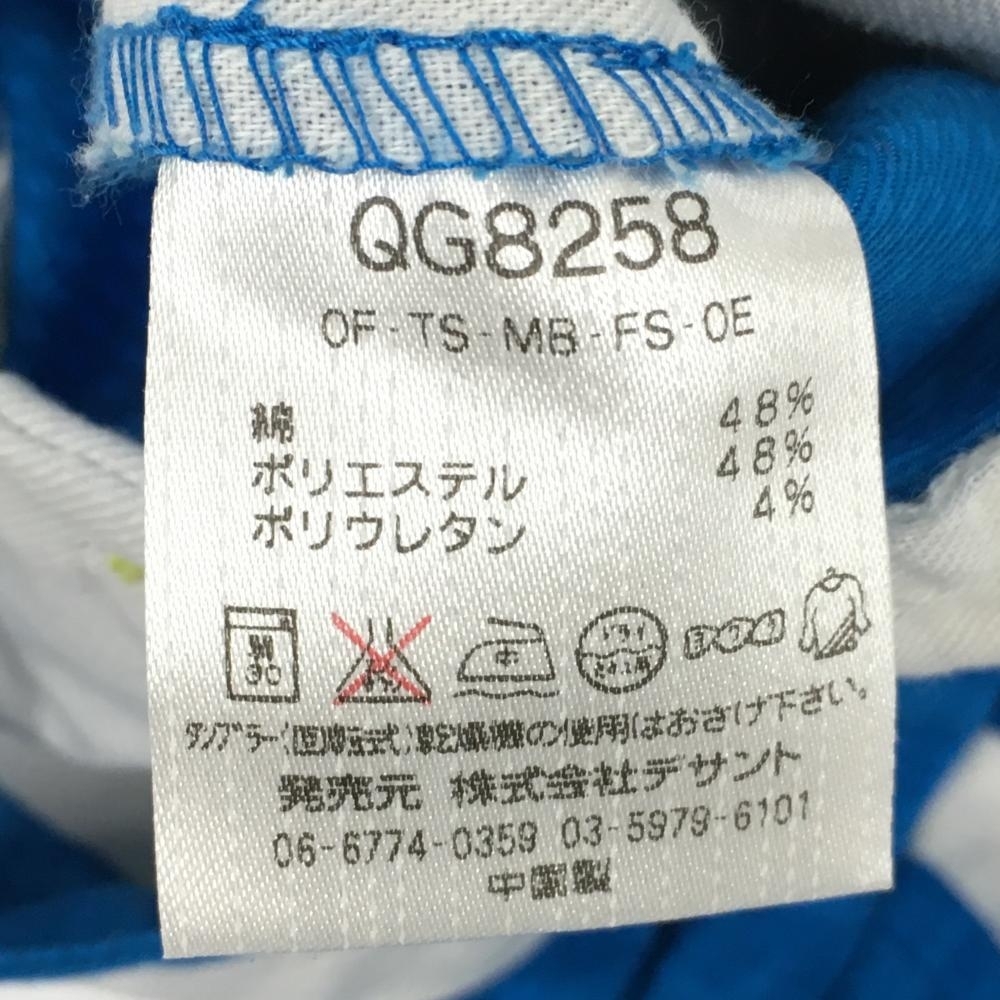 QG8258
OF-TS-MB-FS-OE
綿 48%
ポリエステル 48%
ポリウレタン 4%
弱 30 中
タンブラー(回転式)乾燥機の使用はおさけ下さい。
発売元 株式会社デサント
06-6774-0359 03-5979-6101
中国製